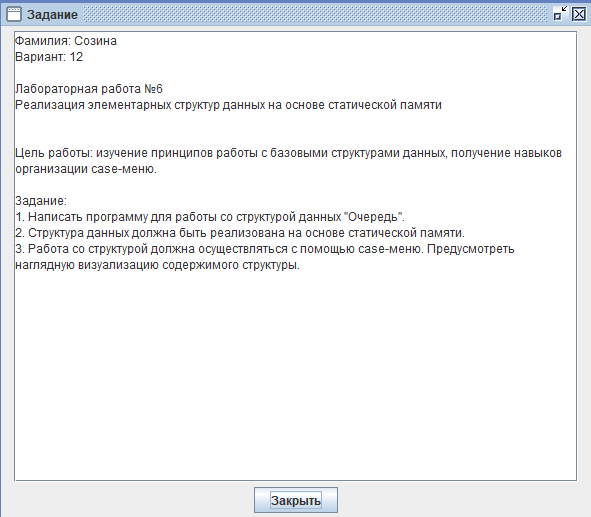 Задание
Фамилия: Созина
Вариант: 12
Лабораторная работа №6
Реализация элементарных структур данных на основе статической памяти
Цель работы: изучение принципов работы с базовыми структурами данных, получение навыков
организации case-меню.
Задание:
1. Написать программу для работы со структурой данных "Очередь".
2. Структура данных должна быть реализована на основе статической памяти.
3. Работа со структурой должна осуществляться с помощью case-меню. Предусмотреть
наглядную визуализацию содержимого структуры.
Закрыть